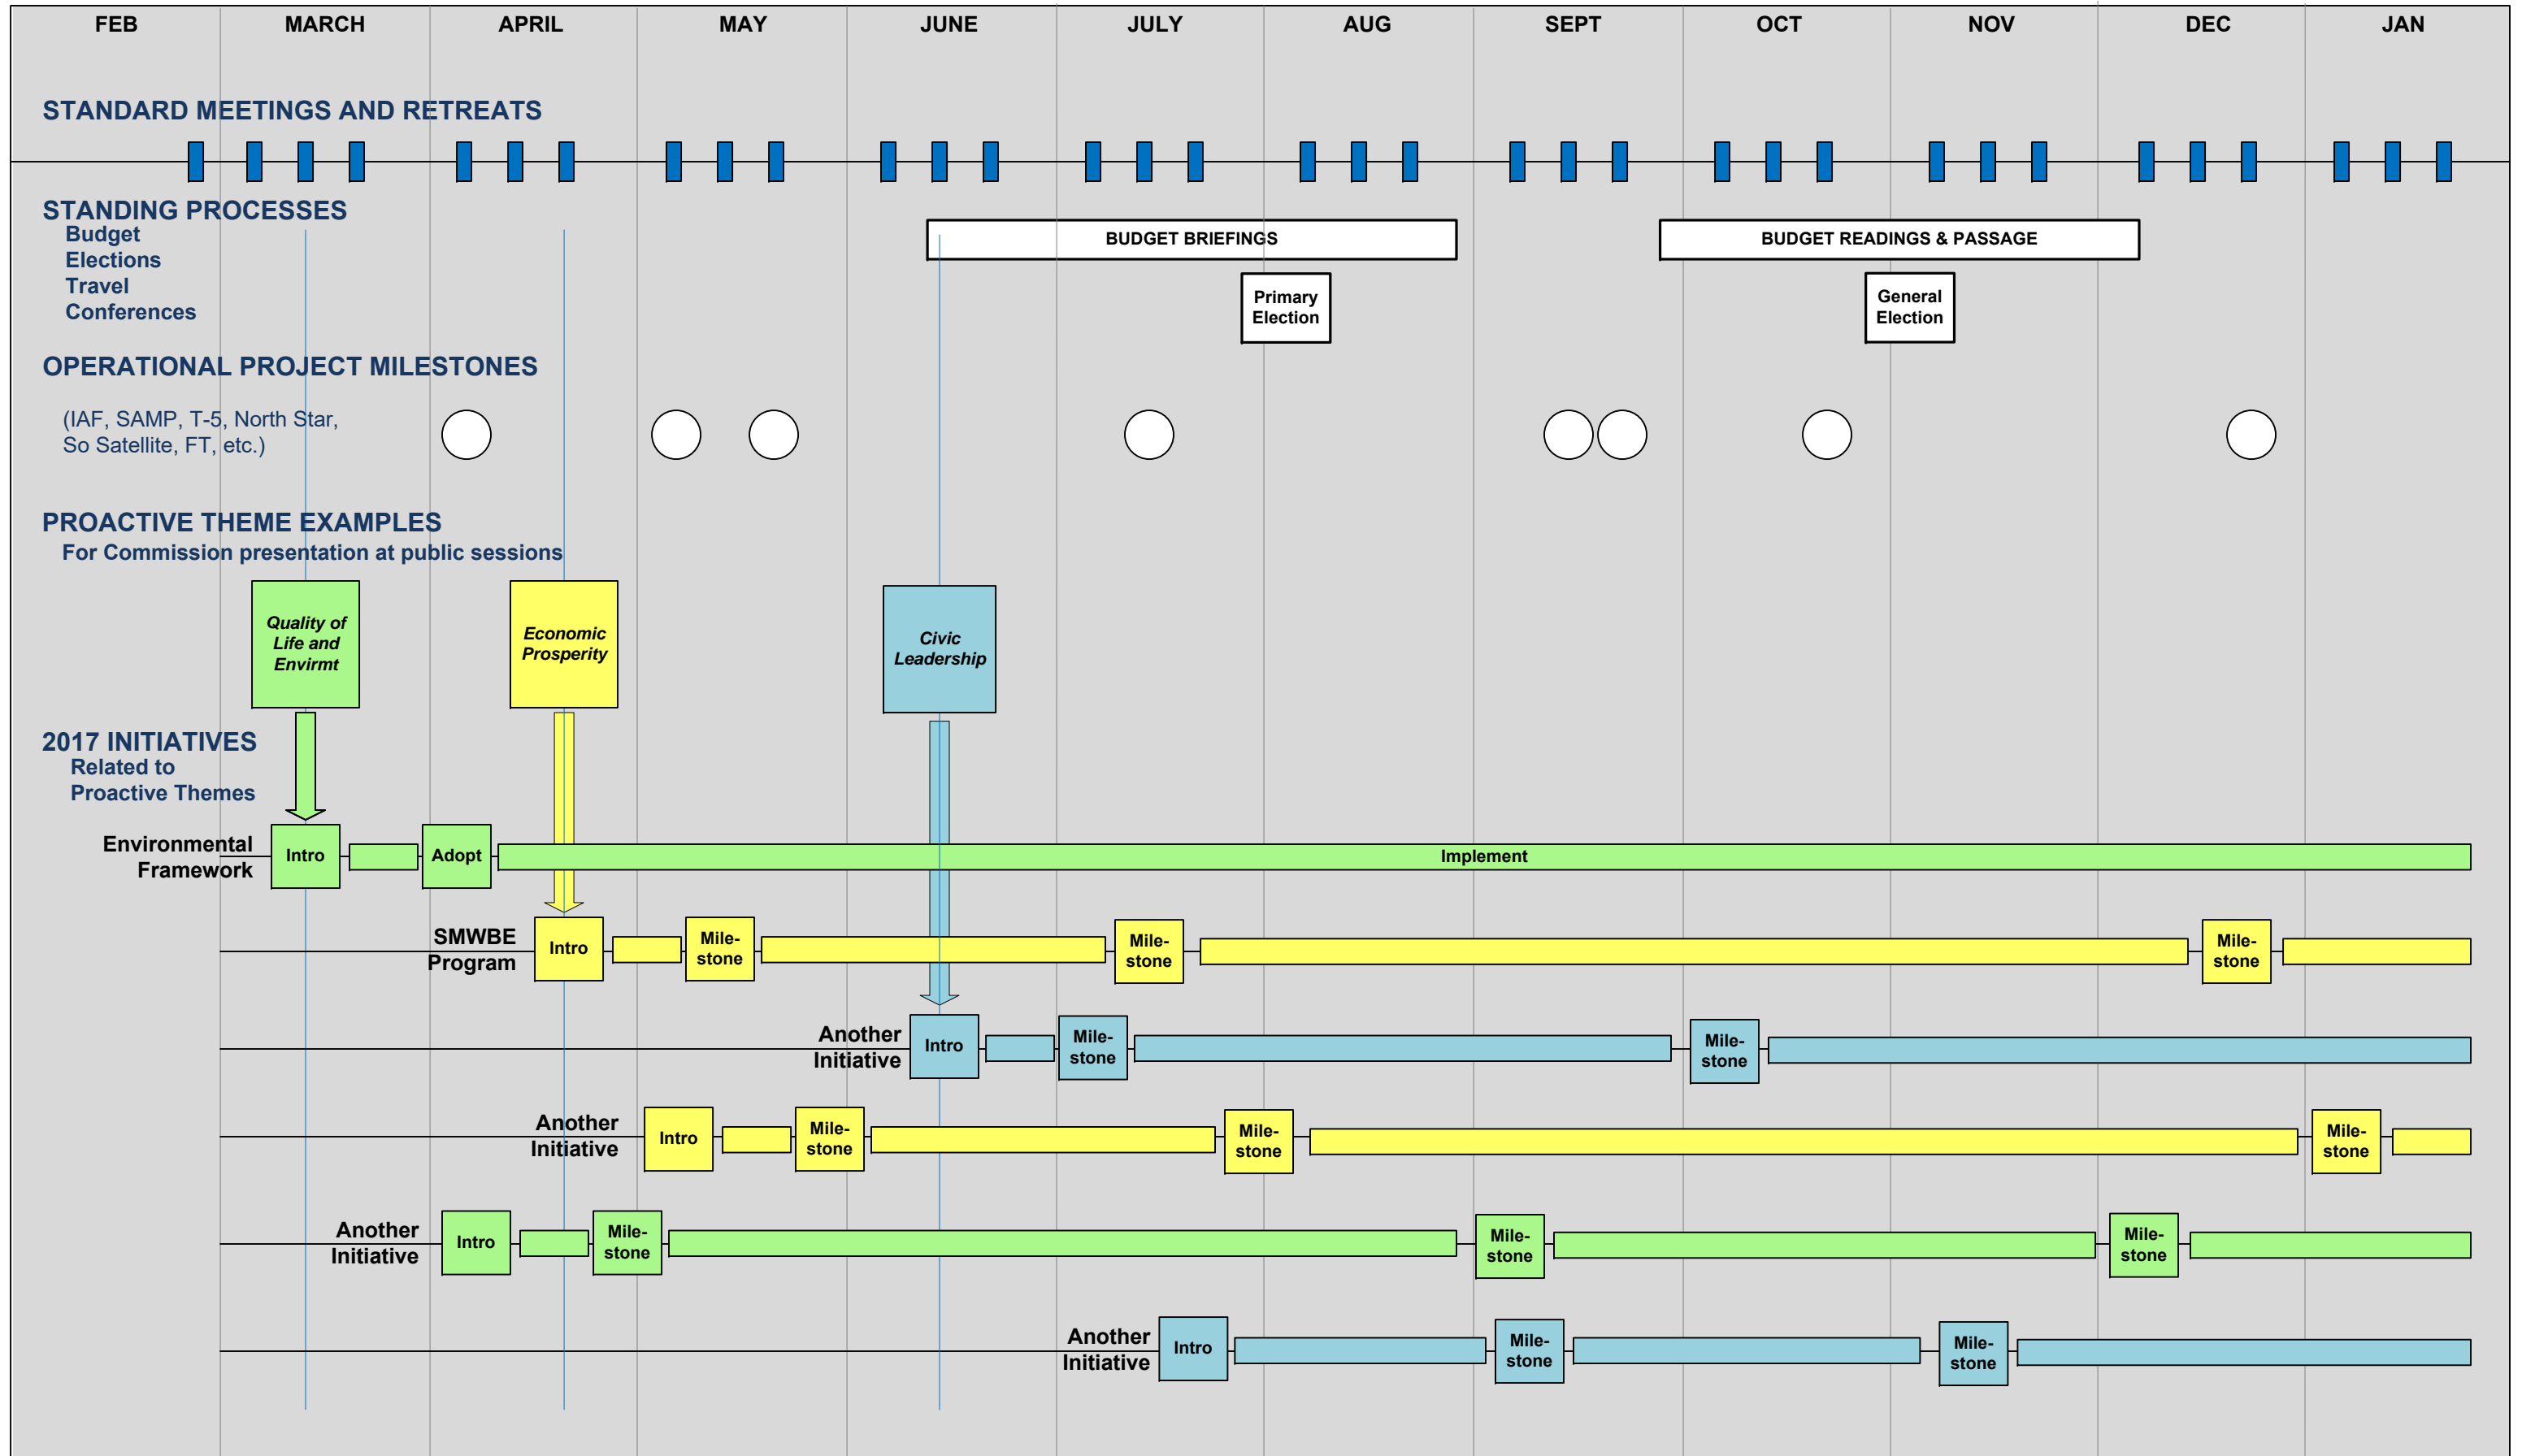 FEB MARCH APRIL MAY JUNE JULY AUG SEPT OCT NOV DEC JAN
STANDARD MEETINGS AND RETREATS
STANDING PROCESSES
Budget
Elections
Travel
Conferences
BUDGET BRIEFINGS
BUDGET READINGS & PASSAGE
Primary
Election
General
Election
OPERATIONAL PROJECT MILESTONES
(IAF, SAMP, T-5, North Star,
So Satellite, FT, etc.)
PROACTIVE THEME EXAMPLES
For Commission presentation at public sessions
Quality of
Life and
Envirmt
Economic
Prosperity
Civic
Leadership
2017 INITIATIVES
Related to
Proactive Themes
Environmental
Framework
Intro
Adopt
Implement
SMWBE
Program
Intro
Mile-
stone
Mile-
stone
Mile-
stone
Another
Initiative
Intro
Mile-
stone
Mile-
stone
Another
Initiative
Intro
Mile-
stone
Mile-
stone
Mile-
stone
Another
Initiative
Intro
Mile-
stone
Mile-
stone
Mile-
stone
Another
Initiative
Intro
Mile-
stone
Mile-
stone